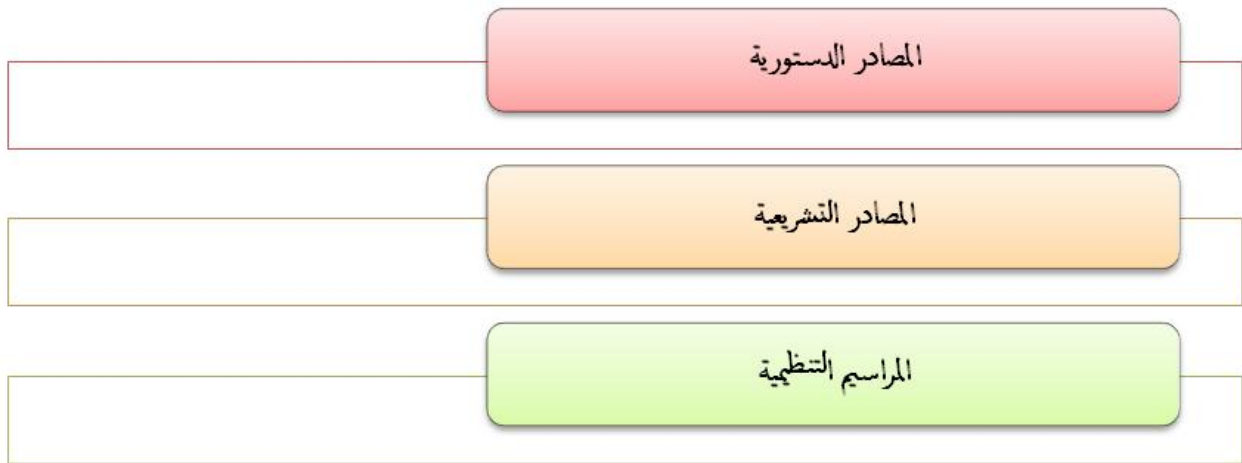 المصادر الدستورية
المصادر التشريعية
المراسيم التنظيمية